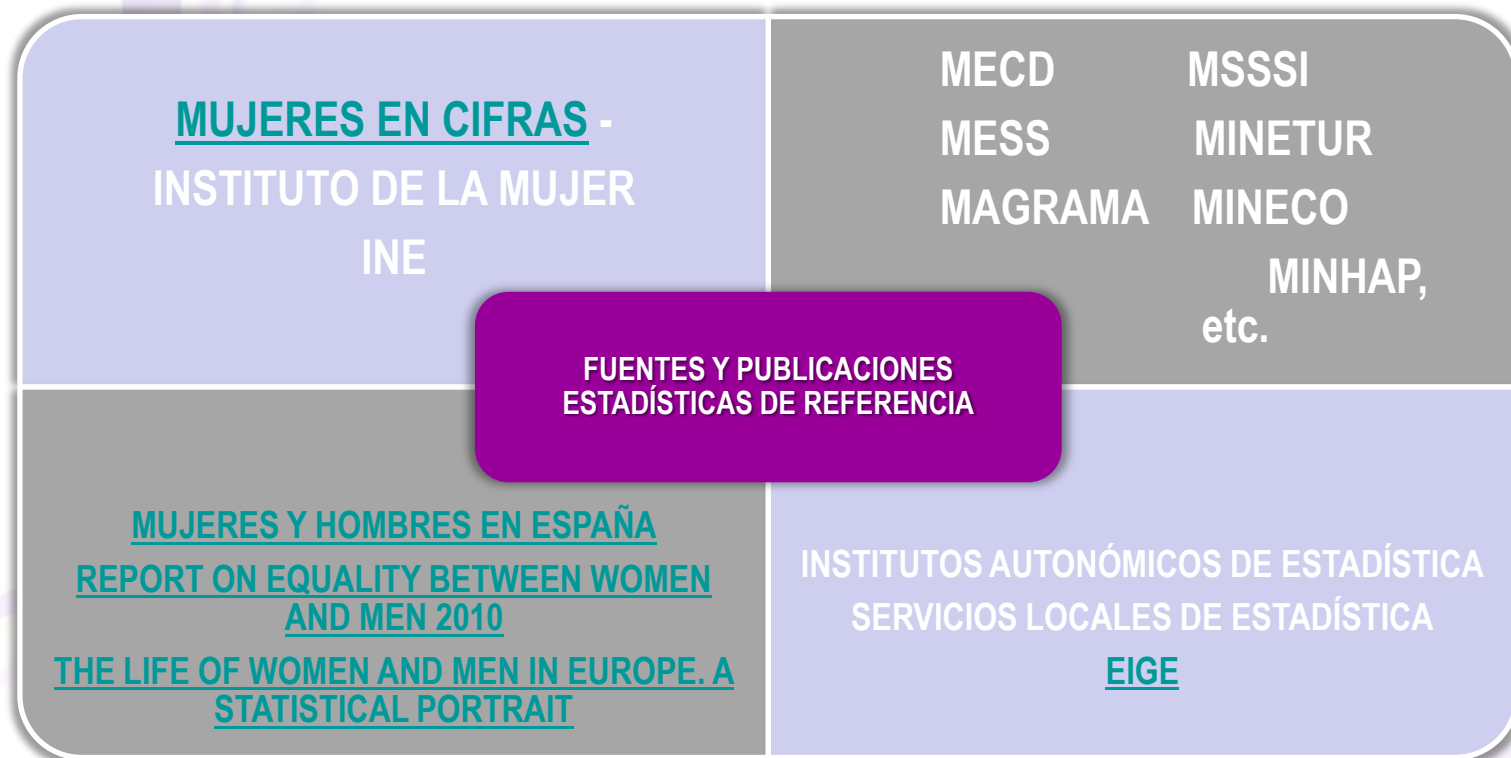 MUJERES EN CIFRAS -
INSTITUTO DE LA MUJER
INE
MECD MSSSI
MESS MINETUR
MAGRAMA MINECO
MINHAP,
etc.
FUENTES Y PUBLICACIONES
ESTADÍSTICAS DE REFERENCIA
MUJERES Y HOMBRES EN ESPAÑA
REPORT ON EQUALITY BETWEEN WOMEN
AND MEN 2010
THE LIFE OF WOMEN AND MEN IN EUROPE. A
STATISTICAL PORTRAIT
INSTITUTOS AUTONÓMICOS DE ESTADÍSTICA
SERVICIOS LOCALES DE ESTADÍSTICA
EIGE